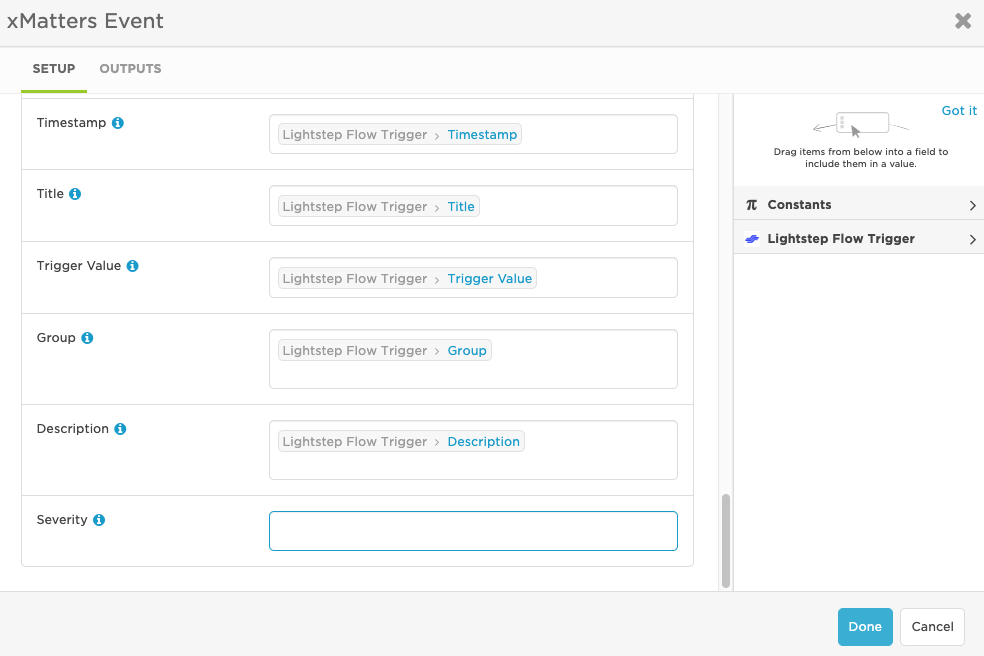 xMatters Event
SETUP
OUTPUTS
Timestamp
Lightstep Flow Trigger > Timestamp
Title
Lightstep Flow Trigger > Title
Trigger Value
Lightstep Flow Trigger > Trigger Value
Group
Lightstep Flow Trigger > Group
Description
Lightstep Flow Trigger > Description
Severity
Got it
Drag items from below into a field to
include them in a value.
π Constants
Lightstep Flow Trigger
Done
Cancel